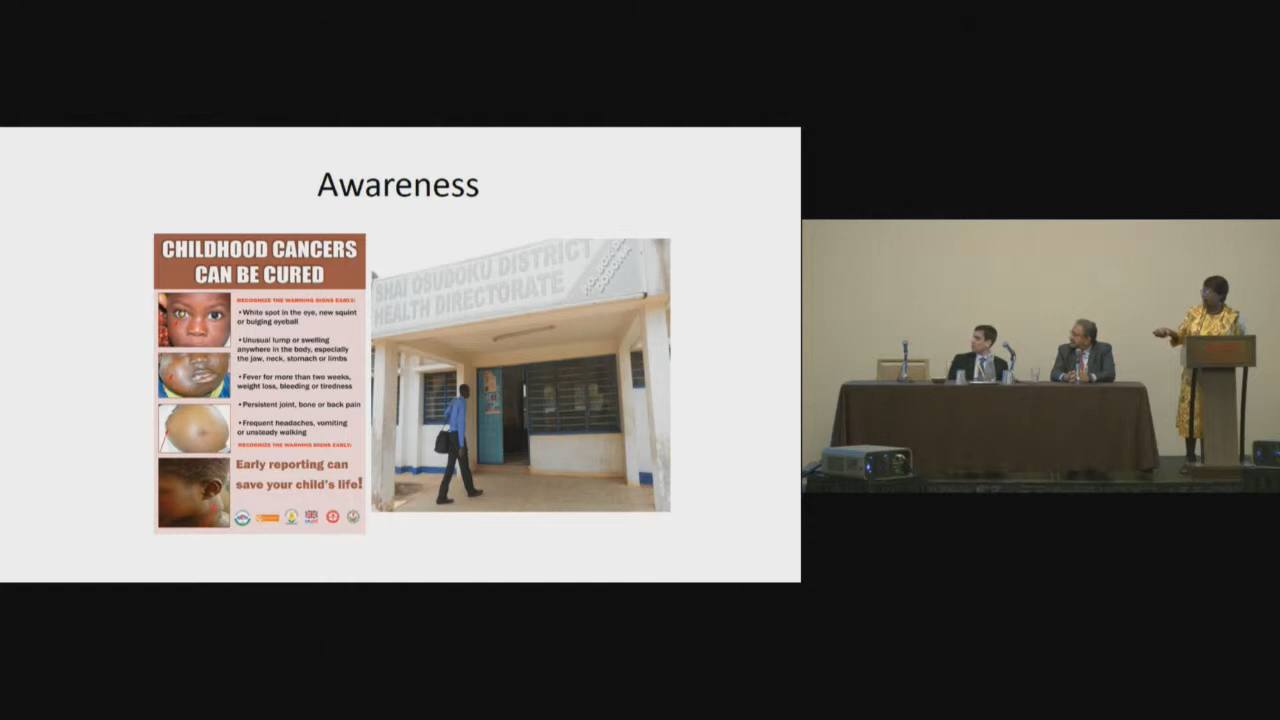 Awareness
CHILDHOOD CANCERS
CAN BE CURED
RECOGNIZE THE WARNING SIGNS EARLY:
•White spot in the eye, new squint
or bulging eyeball
•Unusual lump or swelling
anywhere in the body, especially
the jaw, neck, stomach or limbs
•Fever for more than two weeks,
weight loss, bleeding or tiredness
•Persistent joint, bone or back pain
•Frequent headaches, vomiting
or unsteady walking
RECOGNIZE THE WARNING SIGNS EARLY:
Early reporting can
save your child's life!
SHAI OSUDOKU DISTRICT
HEALTH DIRECTORATE